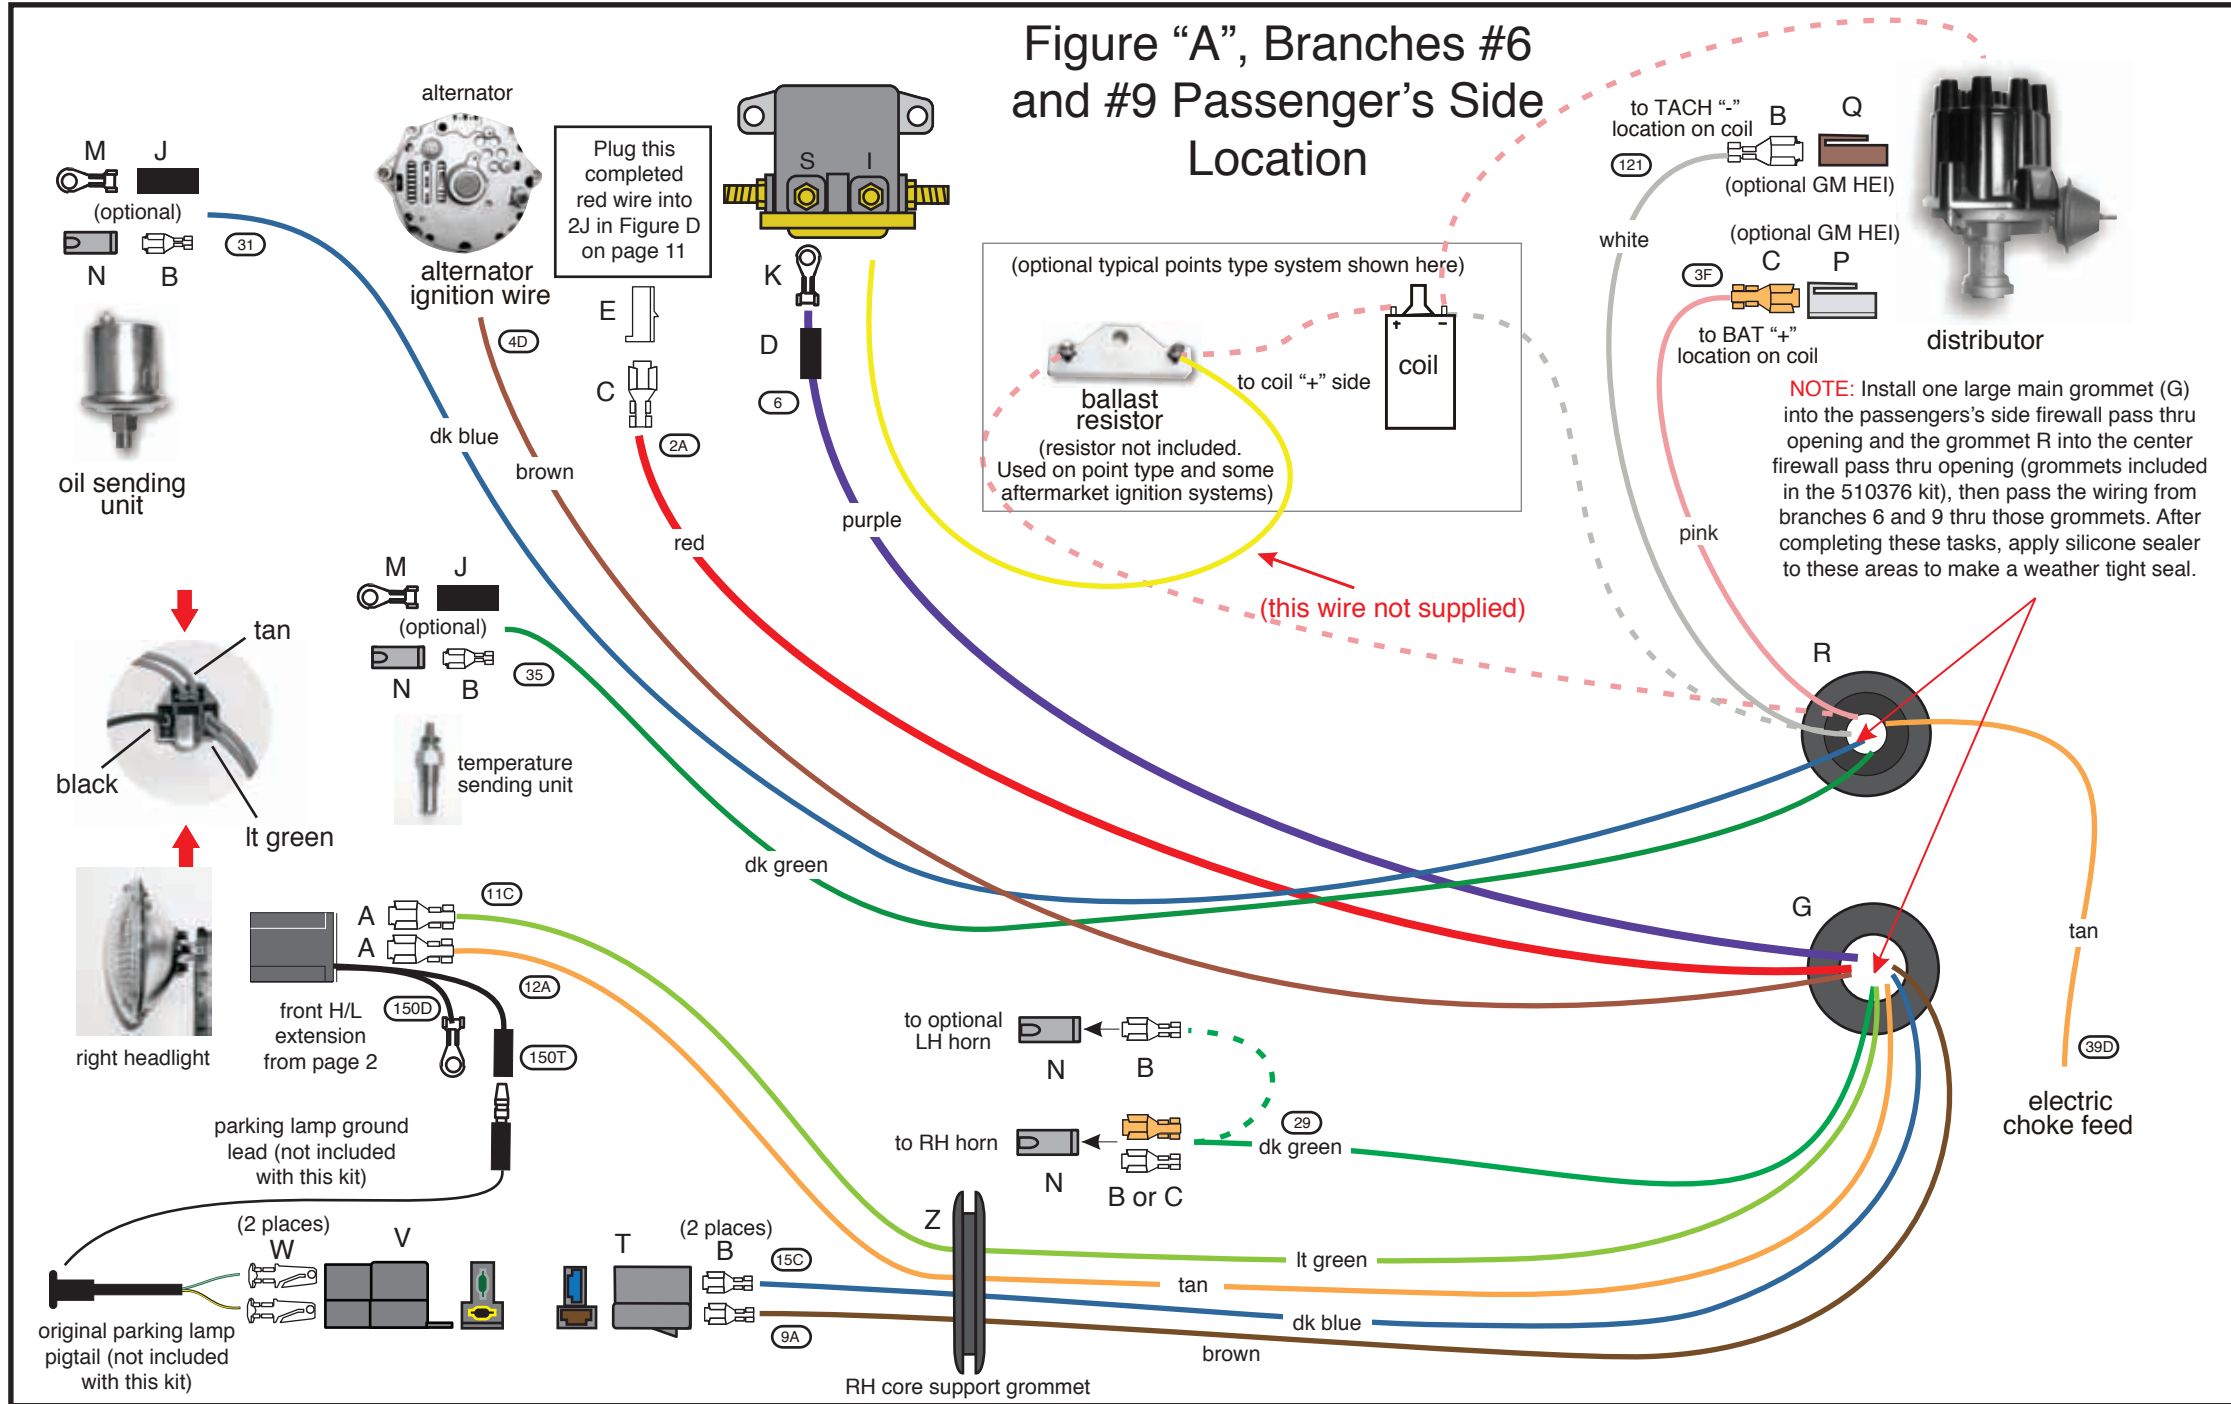 Figure “A”, Branches #6
and #9 Passenger's Side
Location
alternator
M
J
(optional)
N
B
31
oil sending
unit
alternator
ignition wire
4D
Plug this
completed
red wire into
2J in Figure D
on page 11
E
C
2A
S
I
K
D
6
(optional typical points type system shown here)
ballast
resistor
(resistor not included.
Used on point type and some
aftermarket ignition systems)
to coil “+” side
+
-
coil
to TACH “-”
location on coil
B
Q
121
(optional GM HEI)
white
(optional GM HEI)
3F
C
P
to BAT “+”
location on coil
distributor
NOTE: Install one large main grommet (G)
into the passengers's side firewall pass thru
opening and the grommet R into the center
firewall pass thru opening (grommets included
in the 510376 kit), then pass the wiring from
branches 6 and 9 thru those grommets. After
completing these tasks, apply silicone sealer
to these areas to make a weather tight seal.
dk blue
brown
red
purple
pink
(this wire not supplied)
M
J
(optional)
N
B
35
temperature
sending unit
tan
black
lt green
right headlight
dk green
R
G
tan
39D
electric
choke feed
11C
A
A
12A
front H/L
extension
from page 2
150D
150T
parking lamp ground
lead (not included
with this kit)
to optional
LH horn
N
B
to RH horn
N
B or C
29
dk green
(2 places)
W
V
T
(2 places)
B
15C
9A
Z
lt green
tan
dk blue
brown
original parking lamp
pigtail (not included
with this kit)
RH core support grommet